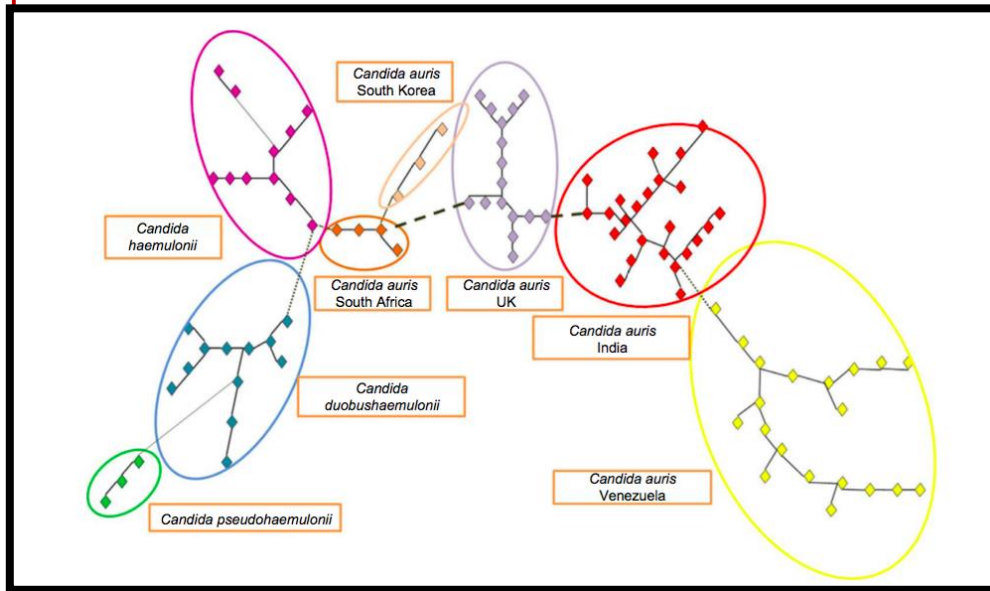 Candida auris
South Korea
Candida
haemulonii
Candida auris
South Africa
Candida auris
UK
Candida auris
India
Candida
duobushaemulonii
Candida auris
Venezuela
Candida pseudohaemulonii